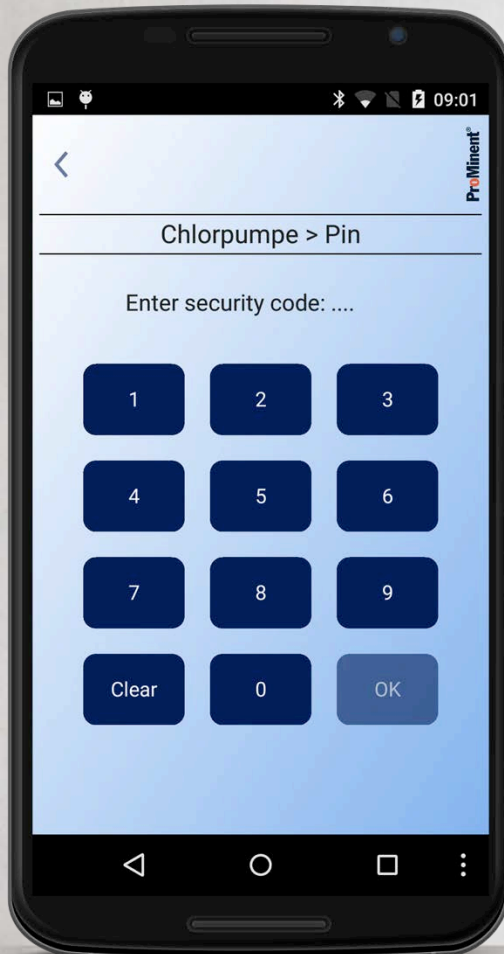 09:01
ProMinent®
Chlorpumpe > Pin
Enter security code: ....
1 2 3
4 5 6
7 8 9
Clear 0 OK